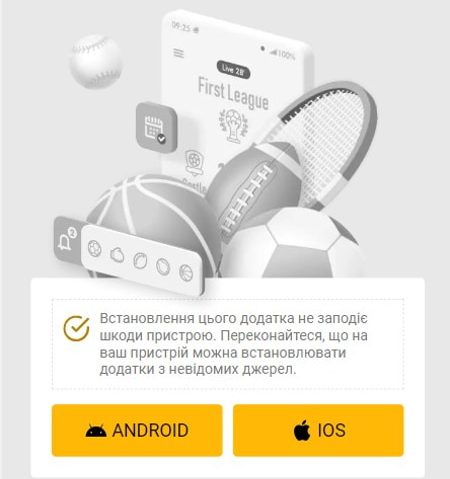 09:25
100%
Live 28'
First League
2
Встановлення цього додатка не заподіє
шкоди пристрою. Переконайтеся, що на
ваш пристрій можна встановлювати
додатки з невідомих джерел.
ANDROID
IOS